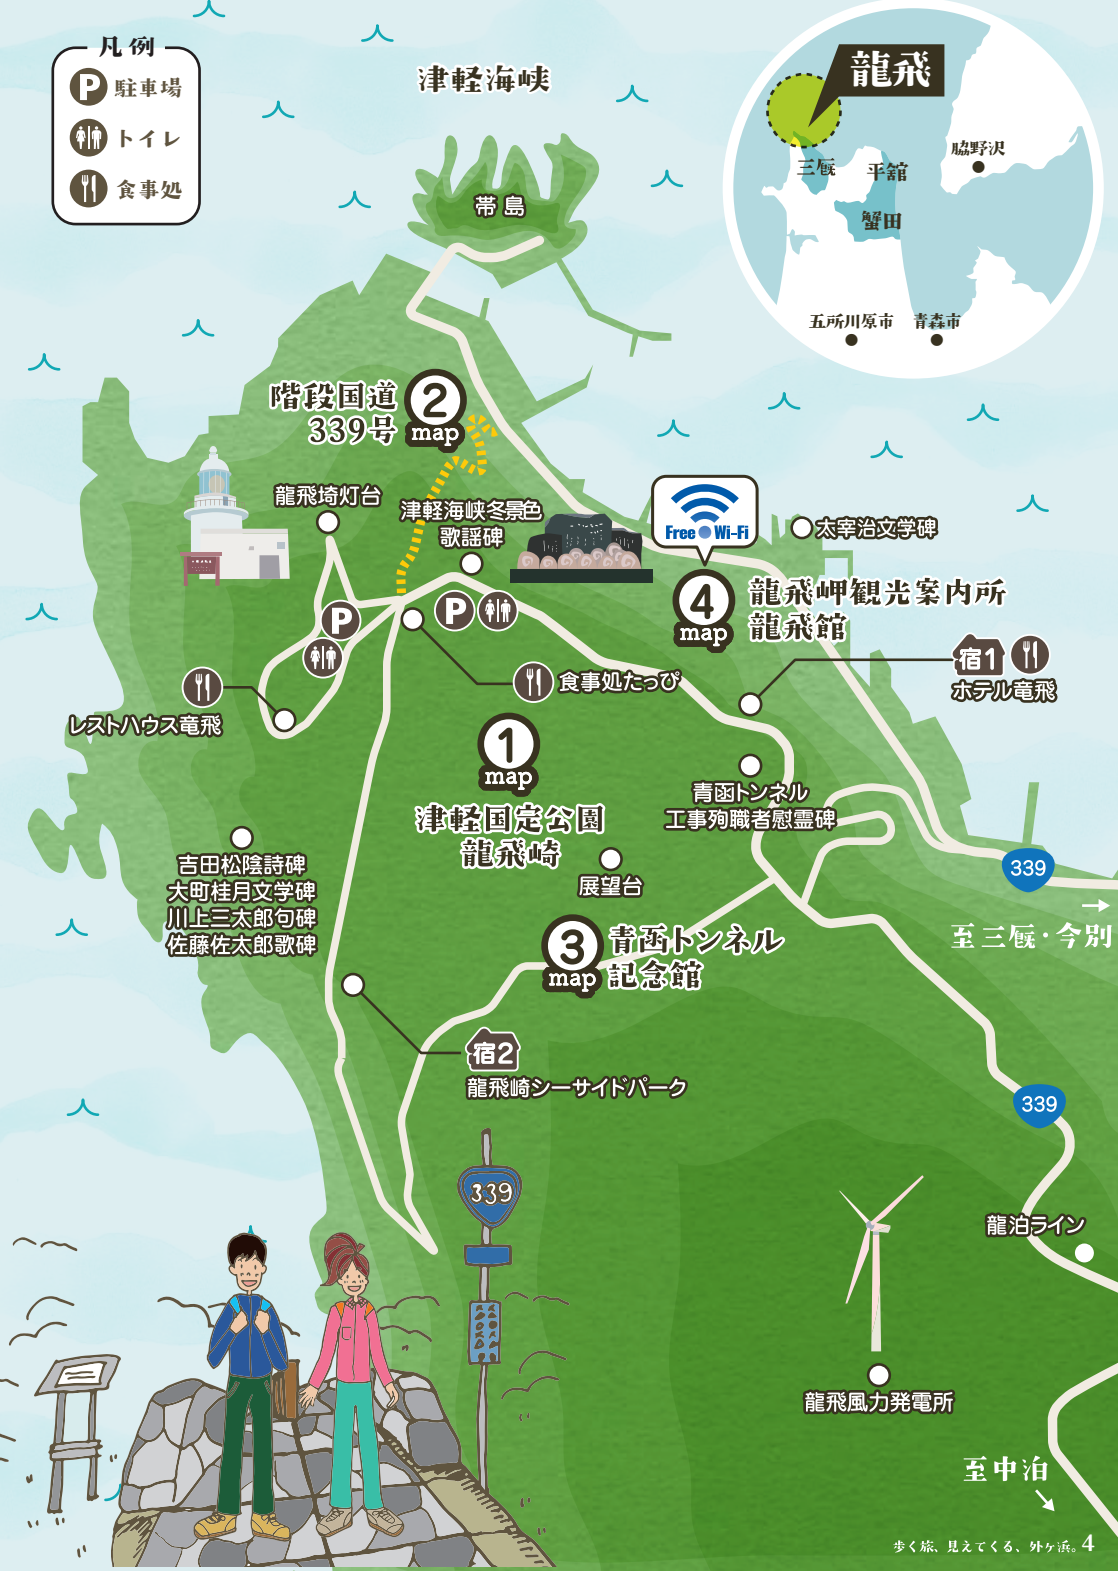 凡例
P 駐車場
トイレ
食事処
津軽海峡
帯島
龍飛
三厩
平舘
蟹田
脇野沢
五所川原市
青森市
階段国道
339号
2
map
龍飛埼灯台
津軽海峡冬景色
歌謡碑
Free Wi-Fi
太宰治文学碑
4
map
龍飛岬観光案内所
龍飛館
P
P
食事処たっぴ
宿1
ホテル竜飛
レストハウス竜飛
1
map
津軽国定公園
龍飛崎
青函トンネル
工事殉職者慰霊碑
吉田松陰詩碑
大町桂月文学碑
川上三太郎句碑
佐藤佐太郎歌碑
展望台
339
至三厩・今別
3
map
青函トンネル
記念館
宿2
龍飛崎シーサイドパーク
339
339
龍泊ライン
龍飛風力発電所
至中泊
歩く旅、見えてくる、外ヶ浜。4